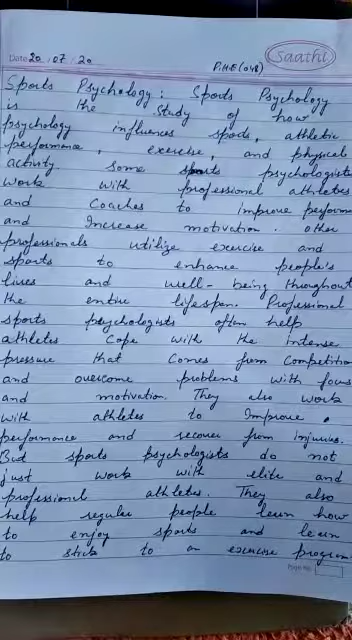 Date 20 . 07 / 20
Saathi
P.HE(048)
Sports Psychology : Sports Psychology
is the study of how
psychology influences spods, athletic
performance, exercise, and physical
activity. Some sports psychologists
work with professional athletes
and coaches to improve perform
and Increase motivation. Other
professionals utilize exercise and
sports to enhance people's
lives and well-being throughout
the entire lifespan. Professional
sports psychologists often help
athletes cope with the intense
pressure that comes from competition
and overcome problems with focus
and motivation. They also work
with athletes to Improve
performance and recover from injuries.
But sports psychologists do not
just work with elite and
professional athletes. They also
help regular people learn how
to enjoy sports and learn
to stick to an exercise program
Page No.